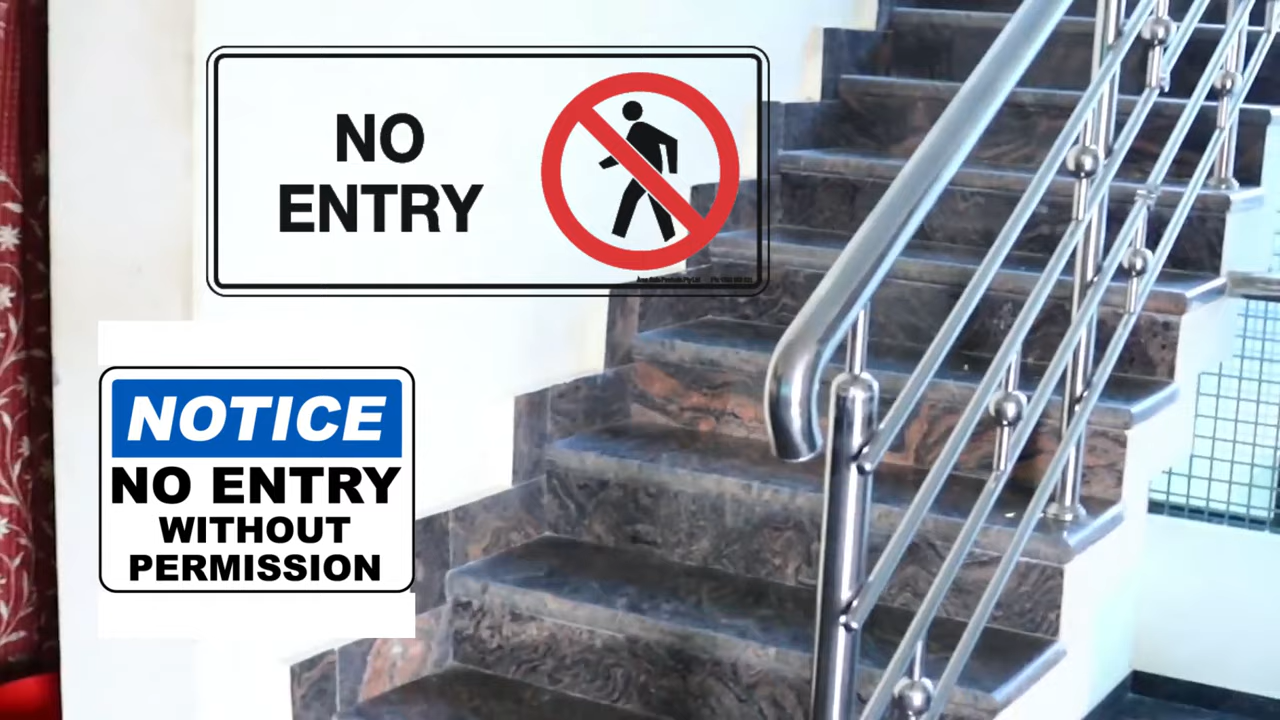 NO
ENTRY
NOTICE
NO ENTRY
WITHOUT
PERMISSION